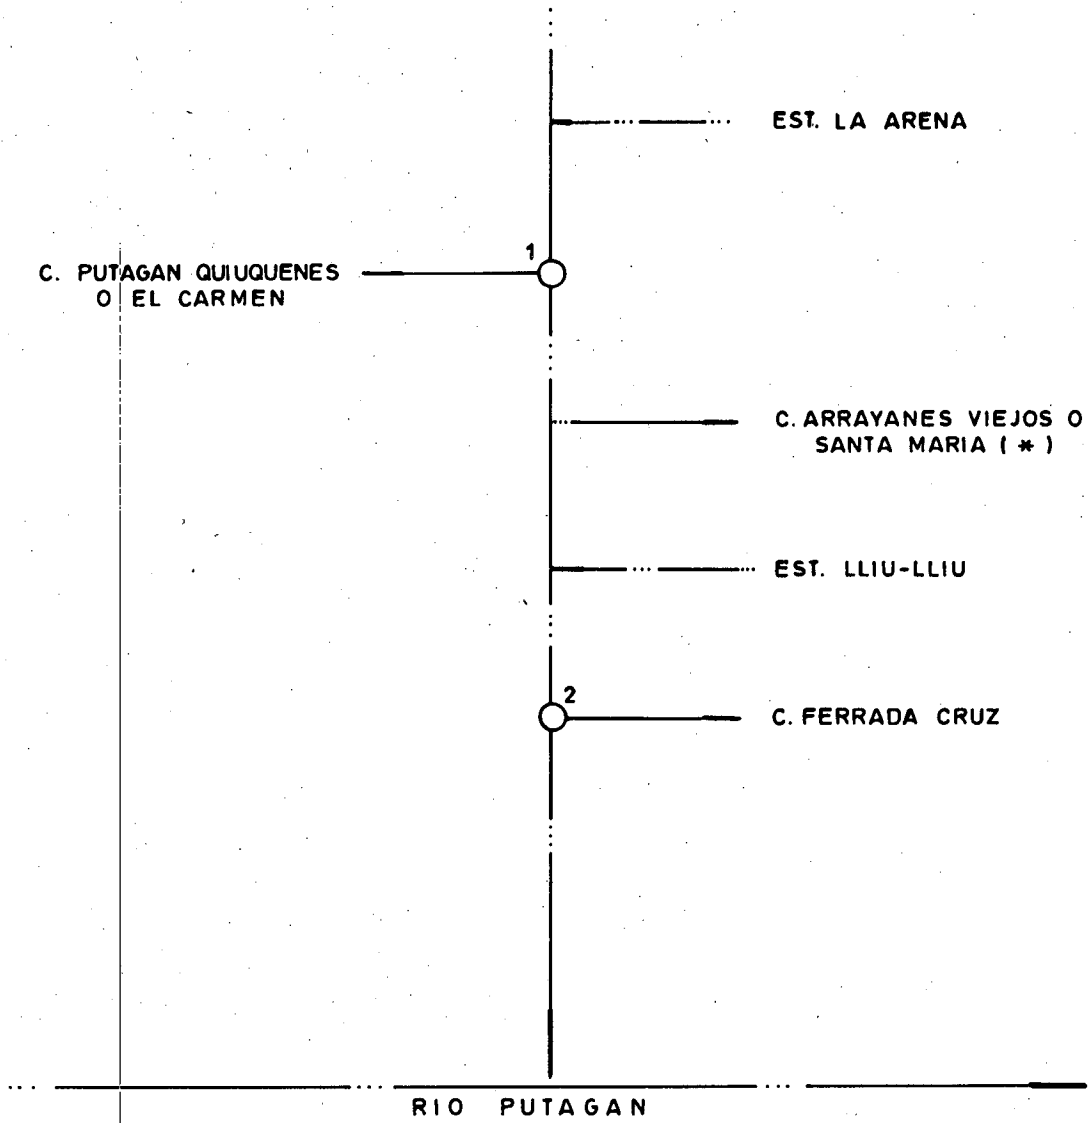 EST. LA ARENA
1
C. PUTAGAN QUIUQUENES
O EL CARMEN
C. ARRAYANES VIEJOS O
SANTA MARIA ( * )
EST. LLIU-LLIU
2
C. FERRADA CRUZ
RIO PUTAGAN